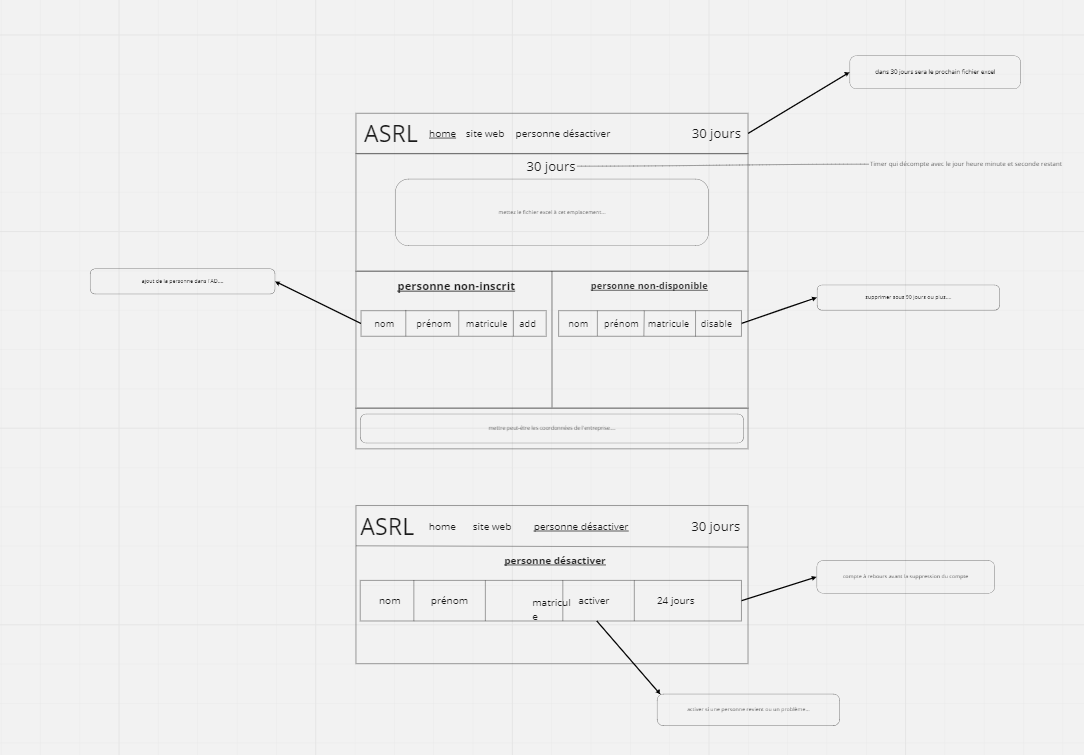 dans 30 jours sera le prochain fichier excel
ASRL home site web personne désactiver 30 jours
30 jours
Timer qui décompte avec le jour heure minute et seconde restant
mettez le fichier excel à cet emplacement...
ajout de la personne dans l'AD...
personne non-inscrit
personne non-disponible
supprimer sous 90 jours ou plus...
nom prénom matricule add
nom prénom matricule disable
mettre peut-être les coordonnées de l'entreprise...
ASRL home site web personne désactiver 30 jours
personne désactiver
compte à rebours avant la suppression du compte
nom prénom matricul activer 24 jours
e
activer si une personne revient ou un problème...